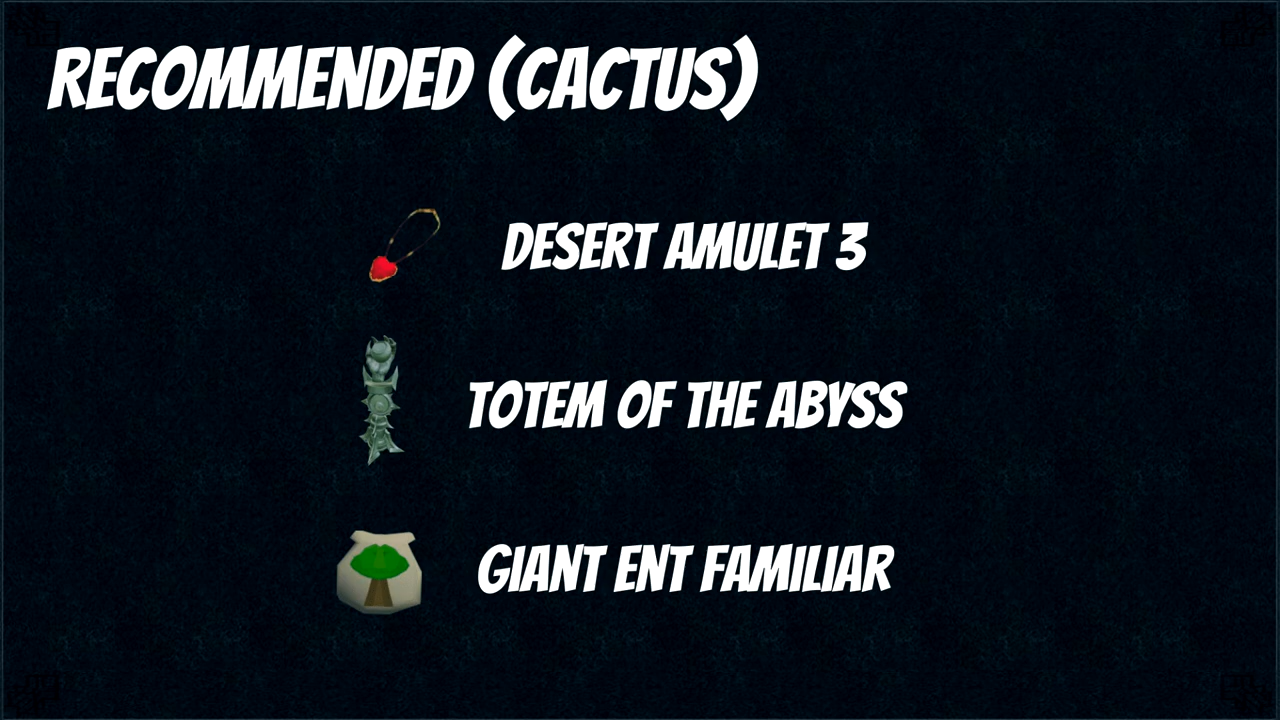 RECOMMENDED (CACTUS)
DESERT AMULET 3
TOTEM OF THE ABYSS
GIANT ENT FAMILIAR